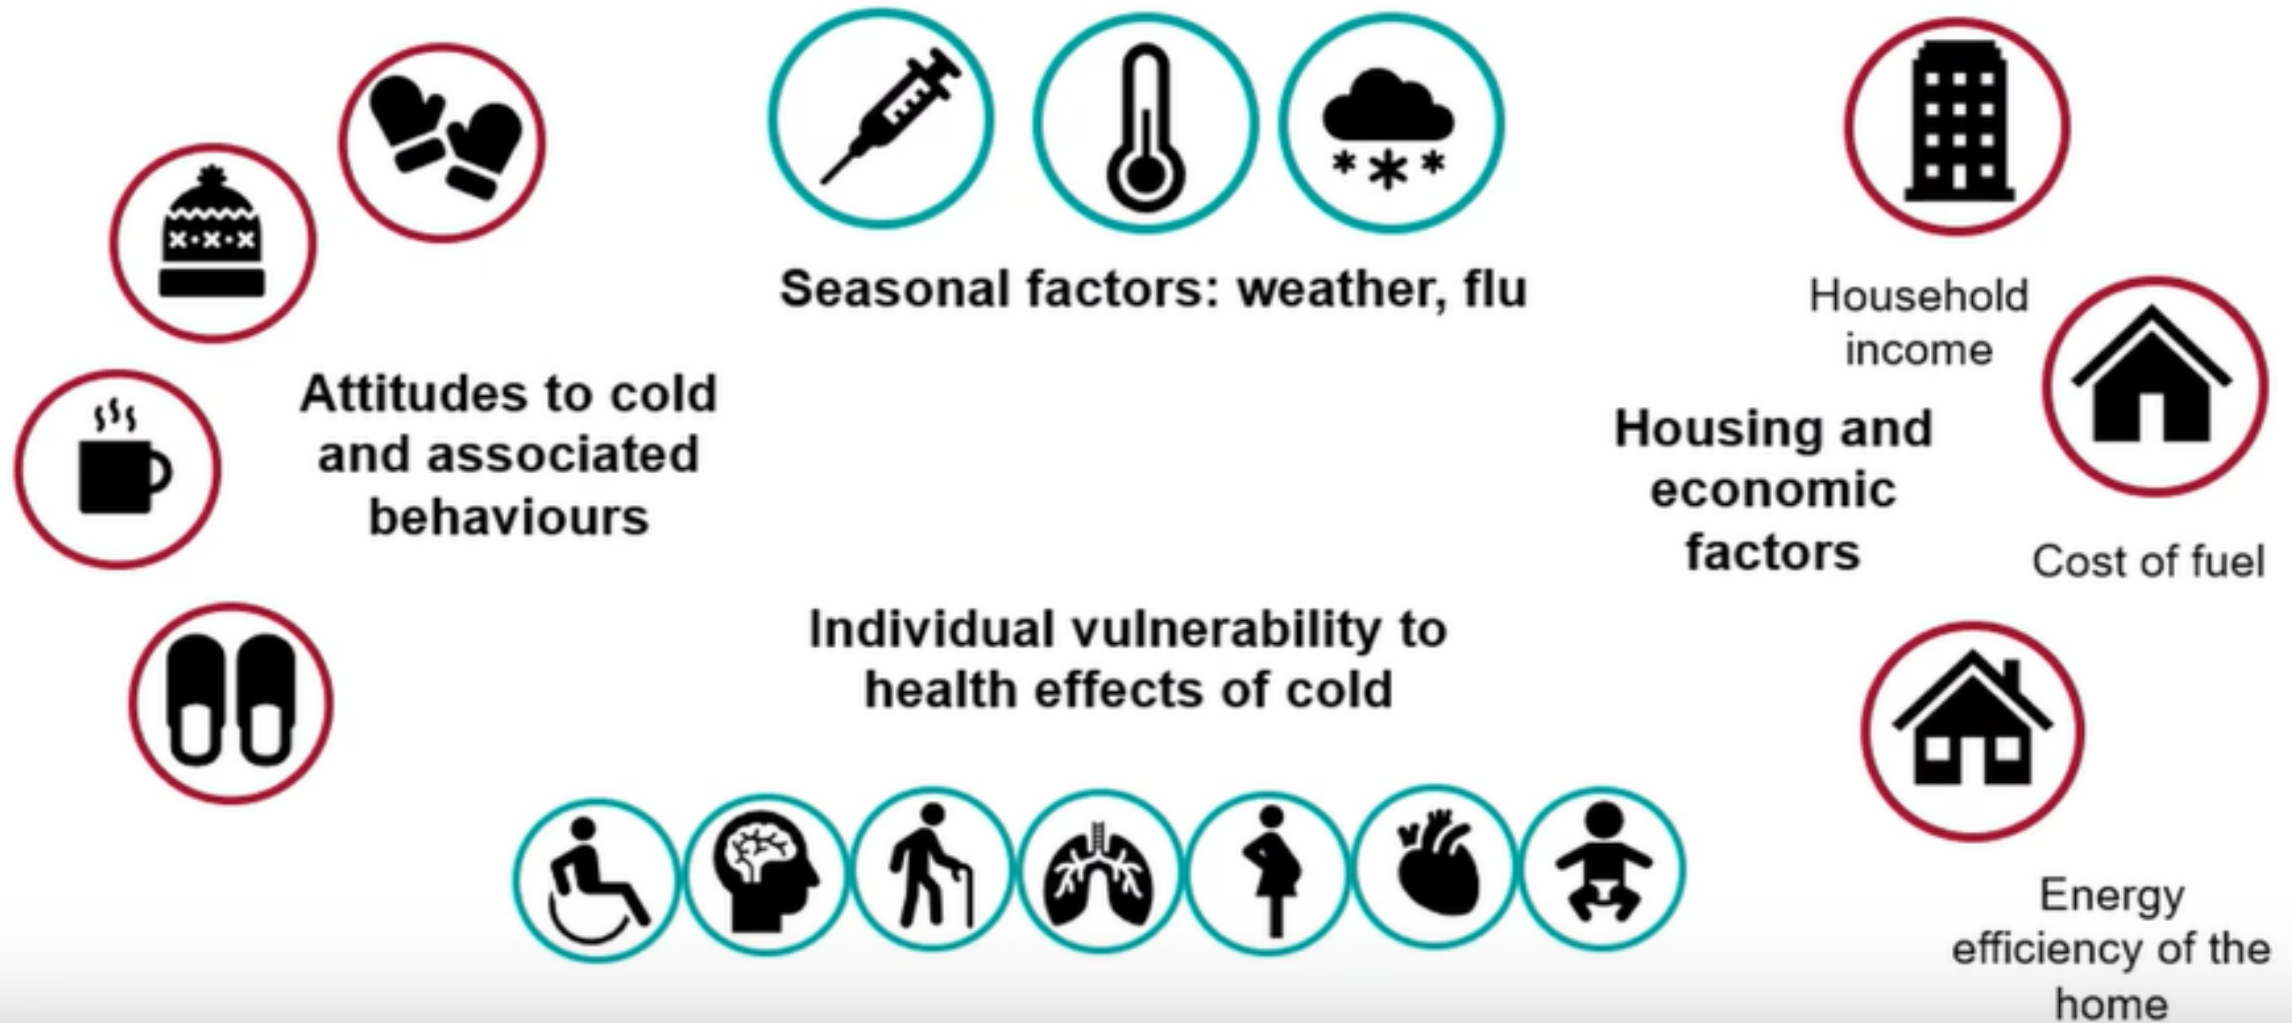 Seasonal factors: weather, flu
Attitudes to cold
and associated
behaviours
Household
income
Housing and
economic
factors
Cost of fuel
Individual vulnerability to
health effects of cold
Energy
efficiency of the
home